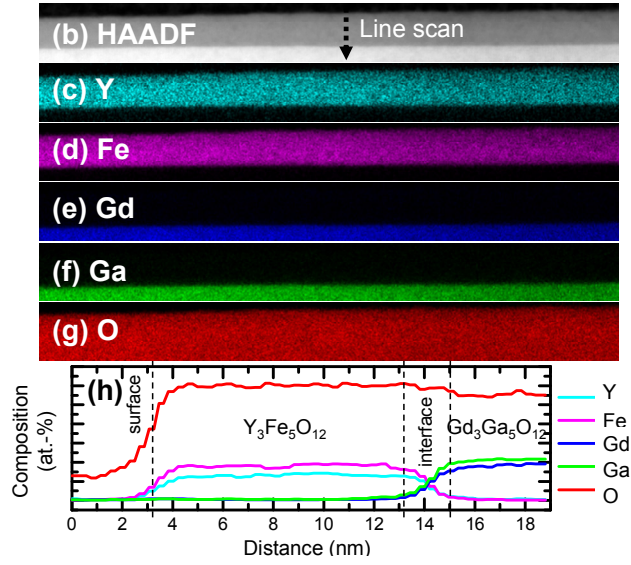 (b) HAADF
Line scan
(c) Y
(d) Fe
(e) Gd
(f) Ga
(g) O
(h)
surface
Y3Fe5O12
interface
Gd3Ga5O12
Y
Fe
Gd
Ga
O
Composition
(at.-%)
0 2 4 6 8 10 12 14 16 18
Distance (nm)